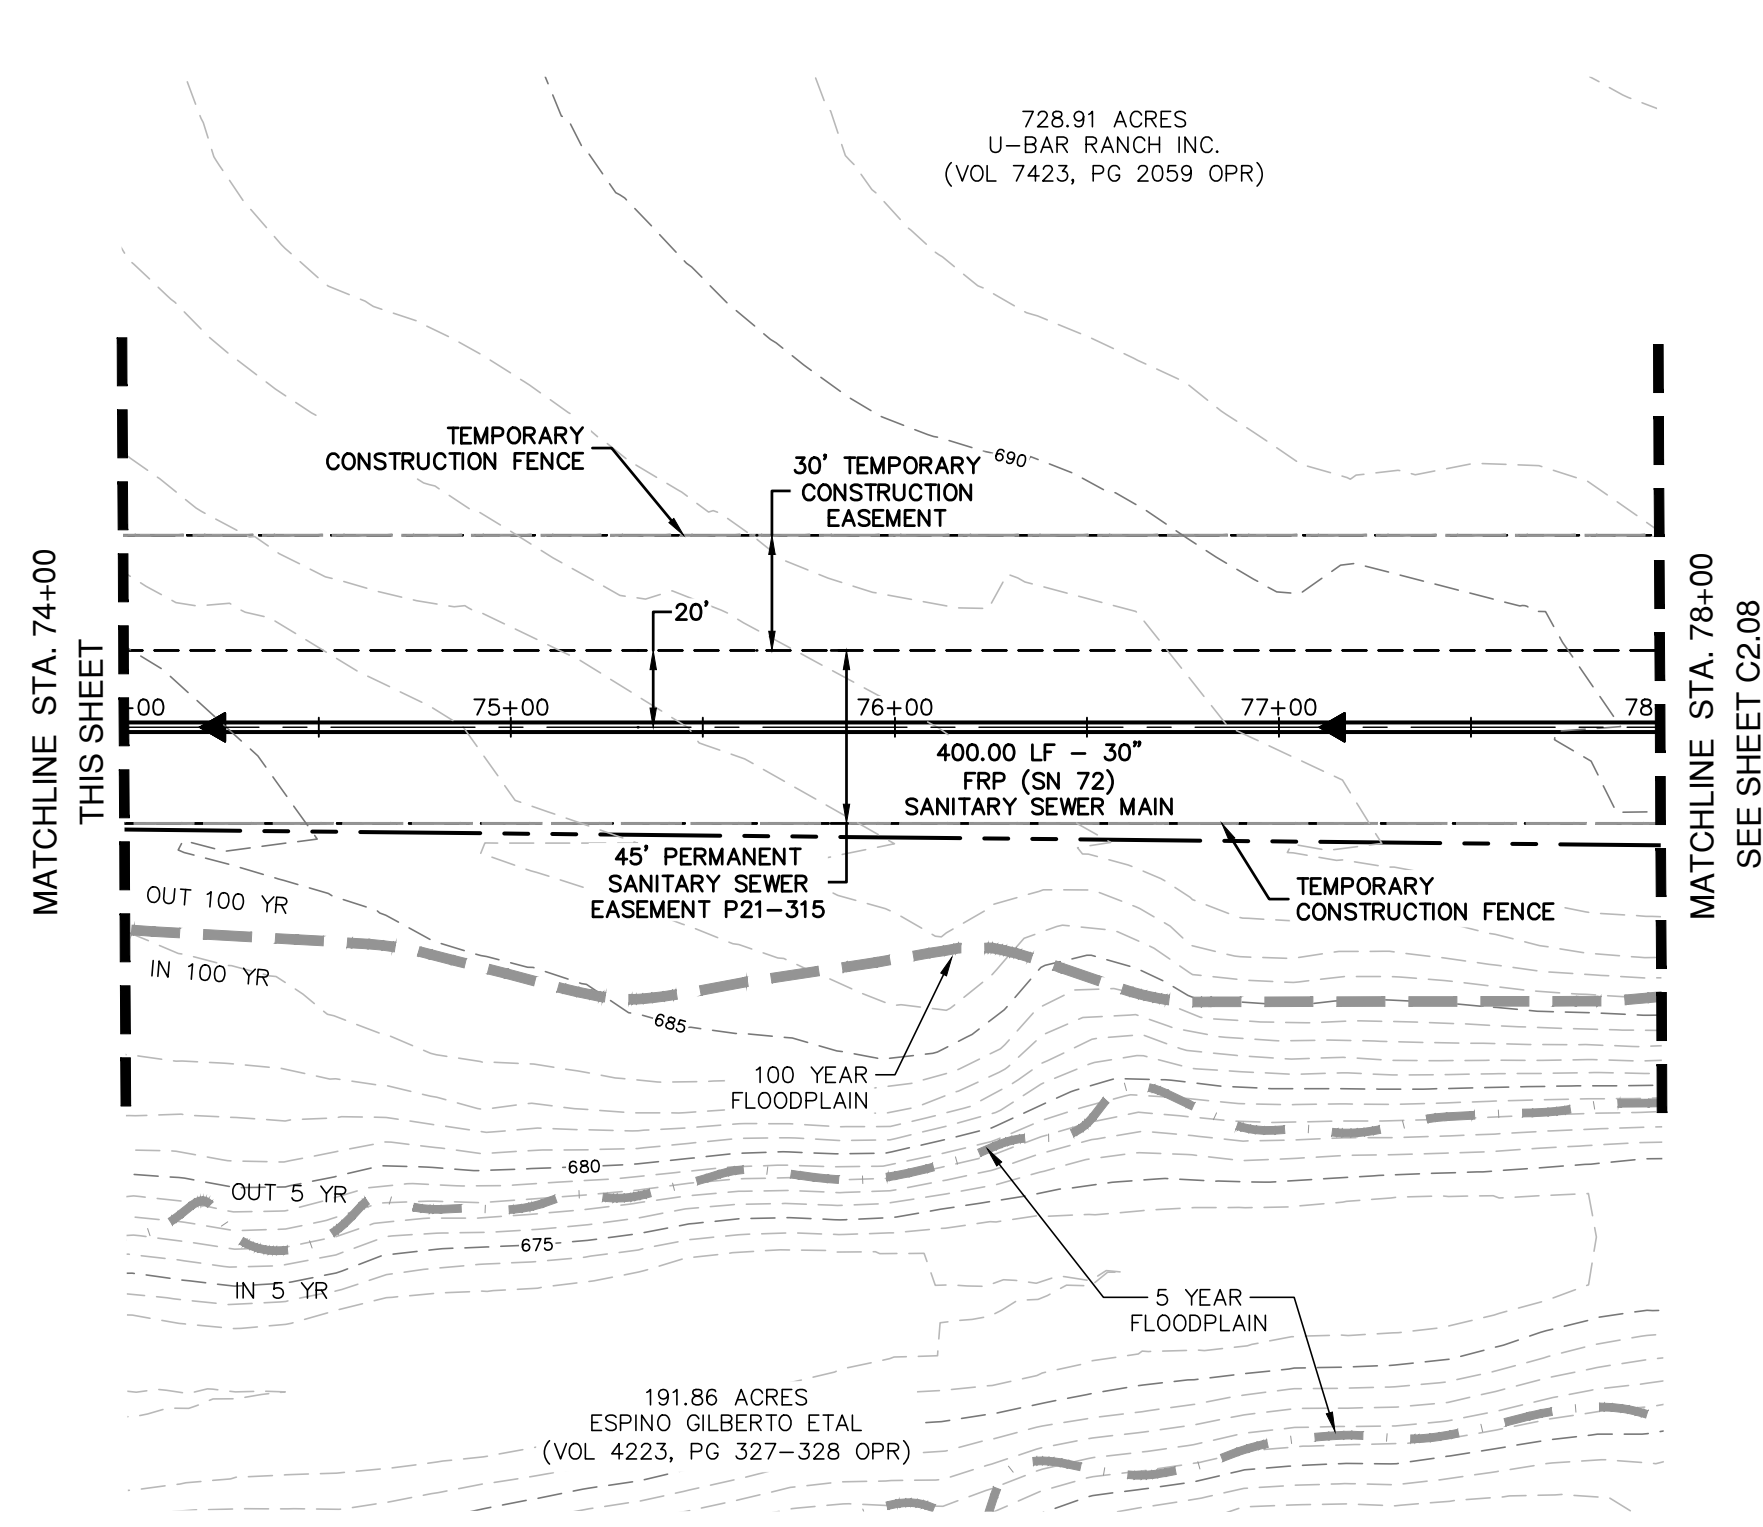 728.91 ACRES
U-BAR RANCH INC.
(VOL 7423, PG 2059 OPR)
TEMPORARY
CONSTRUCTION FENCE
30' TEMPORARY
CONSTRUCTION
EASEMENT
690
20'
MATCHLINE STA. 74+00
THIS SHEET
MATCHLINE STA. 78+00
SEE SHEET C2.08
+00
75+00
76+00
77+00
78
400.00 LF - 30"
FRP (SN 72)
SANITARY SEWER MAIN
45' PERMANENT
SANITARY SEWER
EASEMENT P21-315
TEMPORARY
CONSTRUCTION FENCE
OUT 100 YR
IN 100 YR
685
100 YEAR
FLOODPLAIN
680
OUT 5 YR
675
IN 5 YR
5 YEAR
FLOODPLAIN
191.86 ACRES
ESPINO GILBERTO ETAL
(VOL 4223, PG 327-328 OPR)